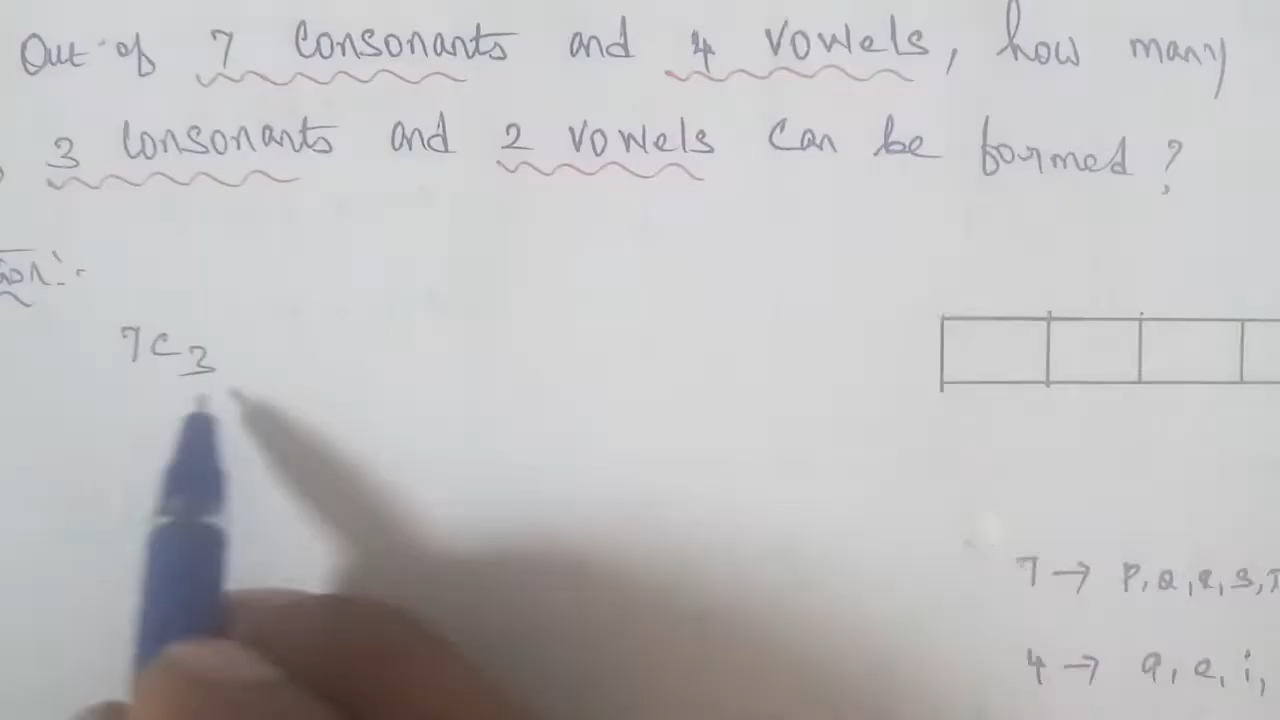 Out of 7 consonants and 4 vowels, how many
3 consonants and 2 vowels can be formed?
ion:-
7C3
7 → P, Q, R, S, T
4 → a, e, i,